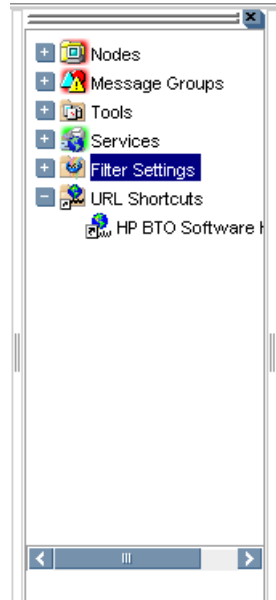 Nodes
Message Groups
Tools
Services
Filter Settings
URL Shortcuts
HP BTO Software